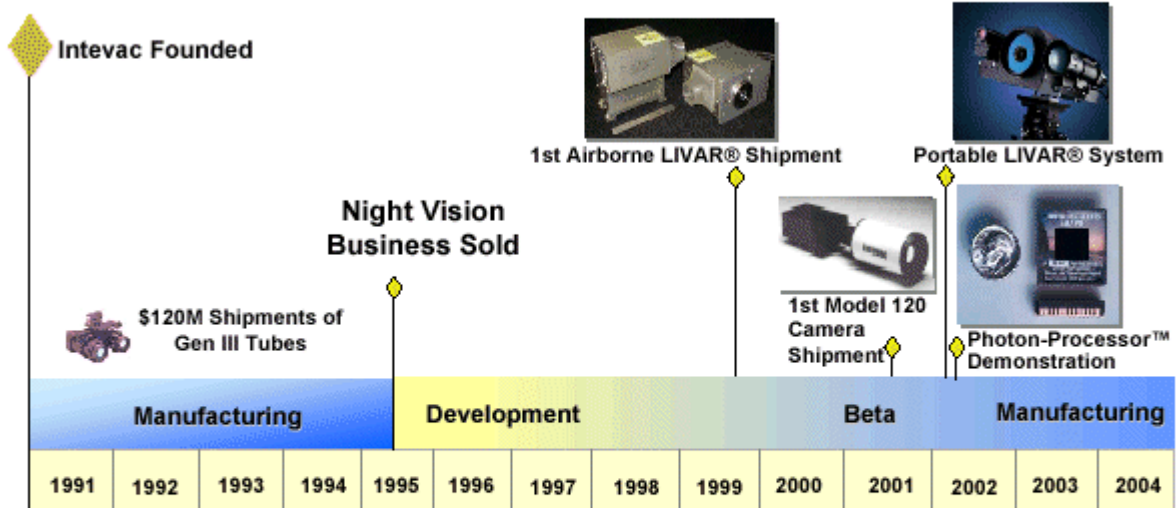 Intevac Founded
1st Airborne LIVAR® Shipment
Portable LIVAR® System
Night Vision
Business Sold
$120M Shipments of
Gen III Tubes
1st Model 120
Camera
Shipment
Photon-Processor™
Demonstration
Manufacturing
Development
Beta
Manufacturing
1991 1992 1993 1994 1995 1996 1997 1998 1999 2000 2001 2002 2003 2004